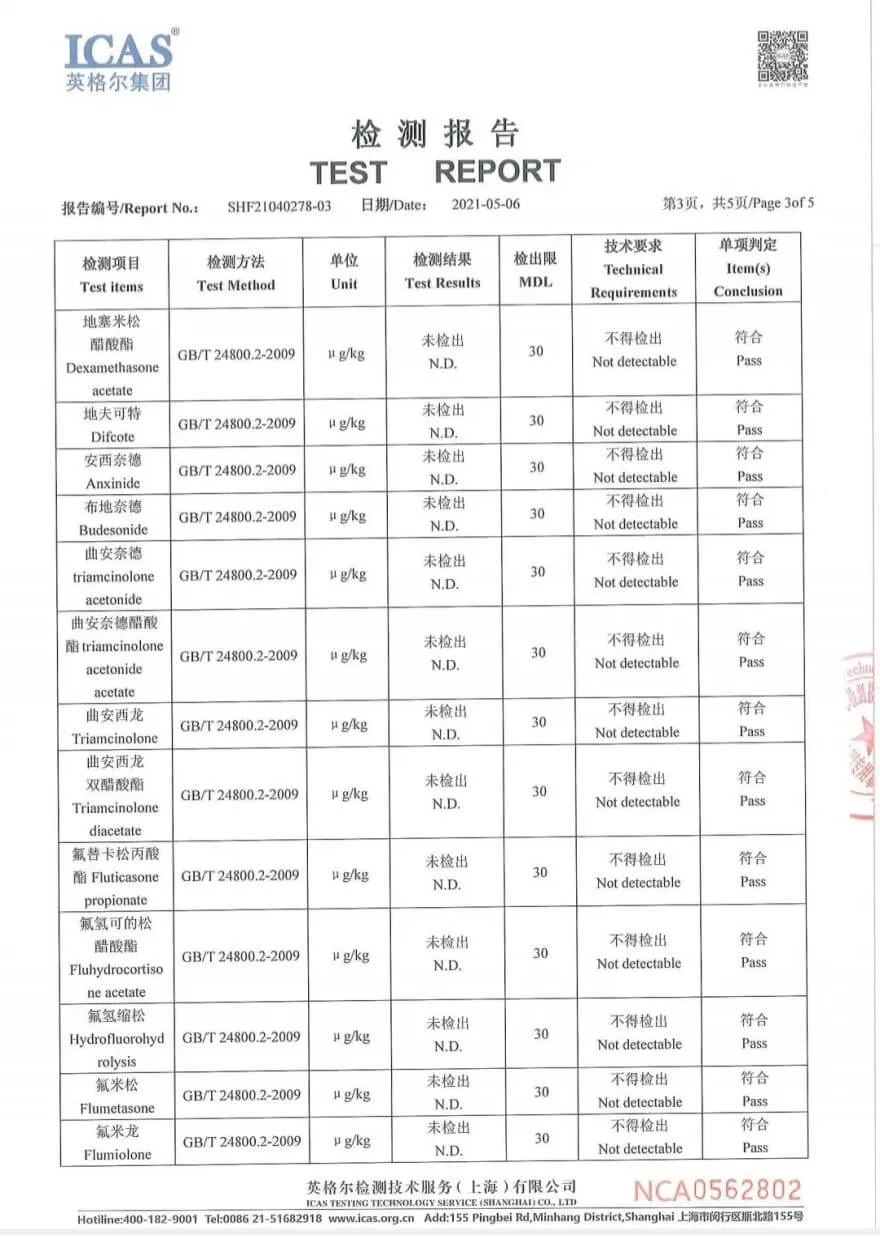 ICAS®
英格尔集团
检测报告
TEST REPORT
报告编号/Report No.: SHF21040278-03 日期/Date: 2021-05-06 第3页，共5页/Page 3of 5
检测项目 Test items 检测方法 Test Method 单位 Unit 检测结果 Test Results 检出限 MDL 技术要求 Technical Requirements 单项判定 Item(s) Conclusion
地塞米松醋酸酯 Dexamethasone acetate GB/T 24800.2-2009 μg/kg 未检出 N.D. 30 不得检出 Not detectable 符合 Pass
地夫可特 Difcote GB/T 24800.2-2009 μg/kg 未检出 N.D. 30 不得检出 Not detectable 符合 Pass
安西奈德 Anxinide GB/T 24800.2-2009 μg/kg 未检出 N.D. 30 不得检出 Not detectable 符合 Pass
布地奈德 Budesonide GB/T 24800.2-2009 μg/kg 未检出 N.D. 30 不得检出 Not detectable 符合 Pass
曲安奈德 triamcinolone acetonide GB/T 24800.2-2009 μg/kg 未检出 N.D. 30 不得检出 Not detectable 符合 Pass
曲安奈德醋酸酯 triamcinolone acetonide acetate GB/T 24800.2-2009 μg/kg 未检出 N.D. 30 不得检出 Not detectable 符合 Pass
曲安西龙 Triamcinolone GB/T 24800.2-2009 μg/kg 未检出 N.D. 30 不得检出 Not detectable 符合 Pass
曲安西龙双醋酸酯 Triamcinolone diacetate GB/T 24800.2-2009 μg/kg 未检出 N.D. 30 不得检出 Not detectable 符合 Pass
氟替卡松丙酸酯 Fluticasone propionate GB/T 24800.2-2009 μg/kg 未检出 N.D. 30 不得检出 Not detectable 符合 Pass
氟氢可的松醋酸酯 Fluhydrocortisone acetate GB/T 24800.2-2009 μg/kg 未检出 N.D. 30 不得检出 Not detectable 符合 Pass
氟氢缩松 Hydrofluorohydrolysis GB/T 24800.2-2009 μg/kg 未检出 N.D. 30 不得检出 Not detectable 符合 Pass
氟米松 Flumetasone GB/T 24800.2-2009 μg/kg 未检出 N.D. 30 不得检出 Not detectable 符合 Pass
氟米龙 Flumiolone GB/T 24800.2-2009 μg/kg 未检出 N.D. 30 不得检出 Not detectable 符合 Pass
英格尔检测技术服务(上海)有限公司
ICAS TESTING TECHNOLOGY SERVICE (SHANGHAI) CO., LTD
NCA0562802
Hotiline:400-182-9001 Tel:0086 21-51682918 www.icas.org.cn Add:155 Pingbei Rd,Minhang District,Shanghai 上海市闵行区瓶北路155号